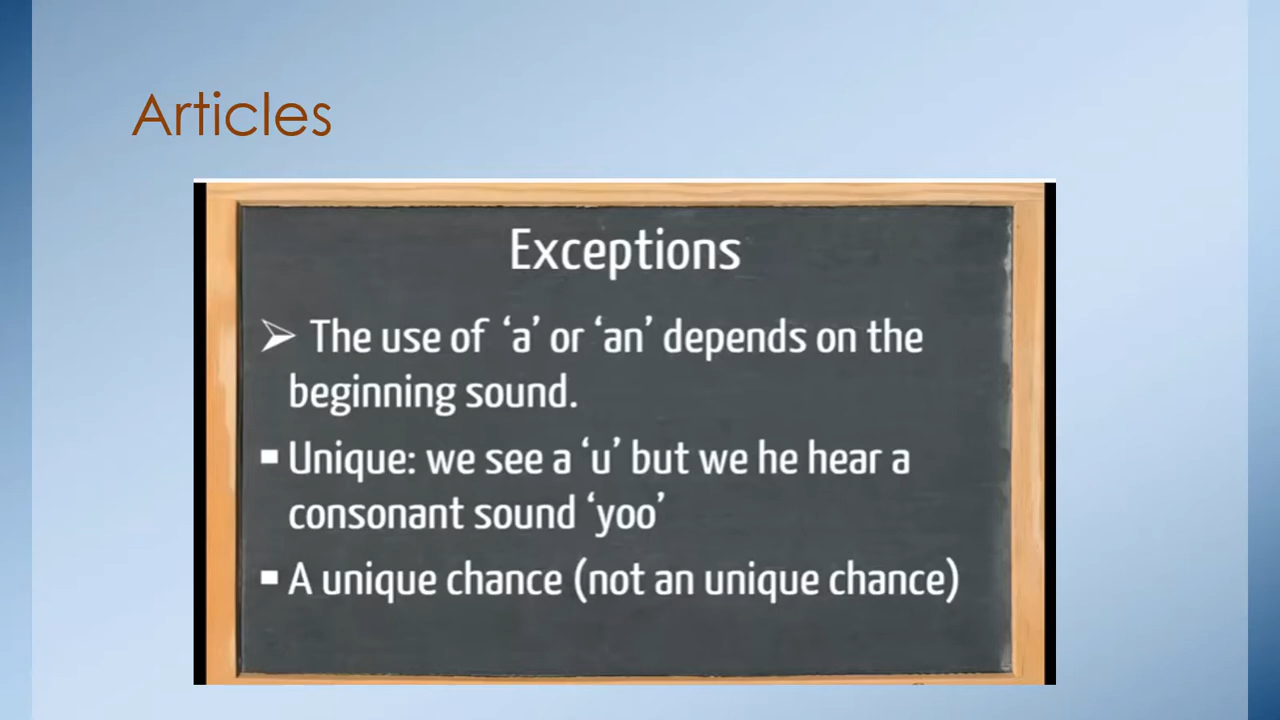 Articles
Exceptions
➢ The use of ‘a’ or ‘an’ depends on the
beginning sound.
▪ Unique: we see a ‘u’ but we he hear a
consonant sound ‘yoo’
▪ A unique chance (not an unique chance)